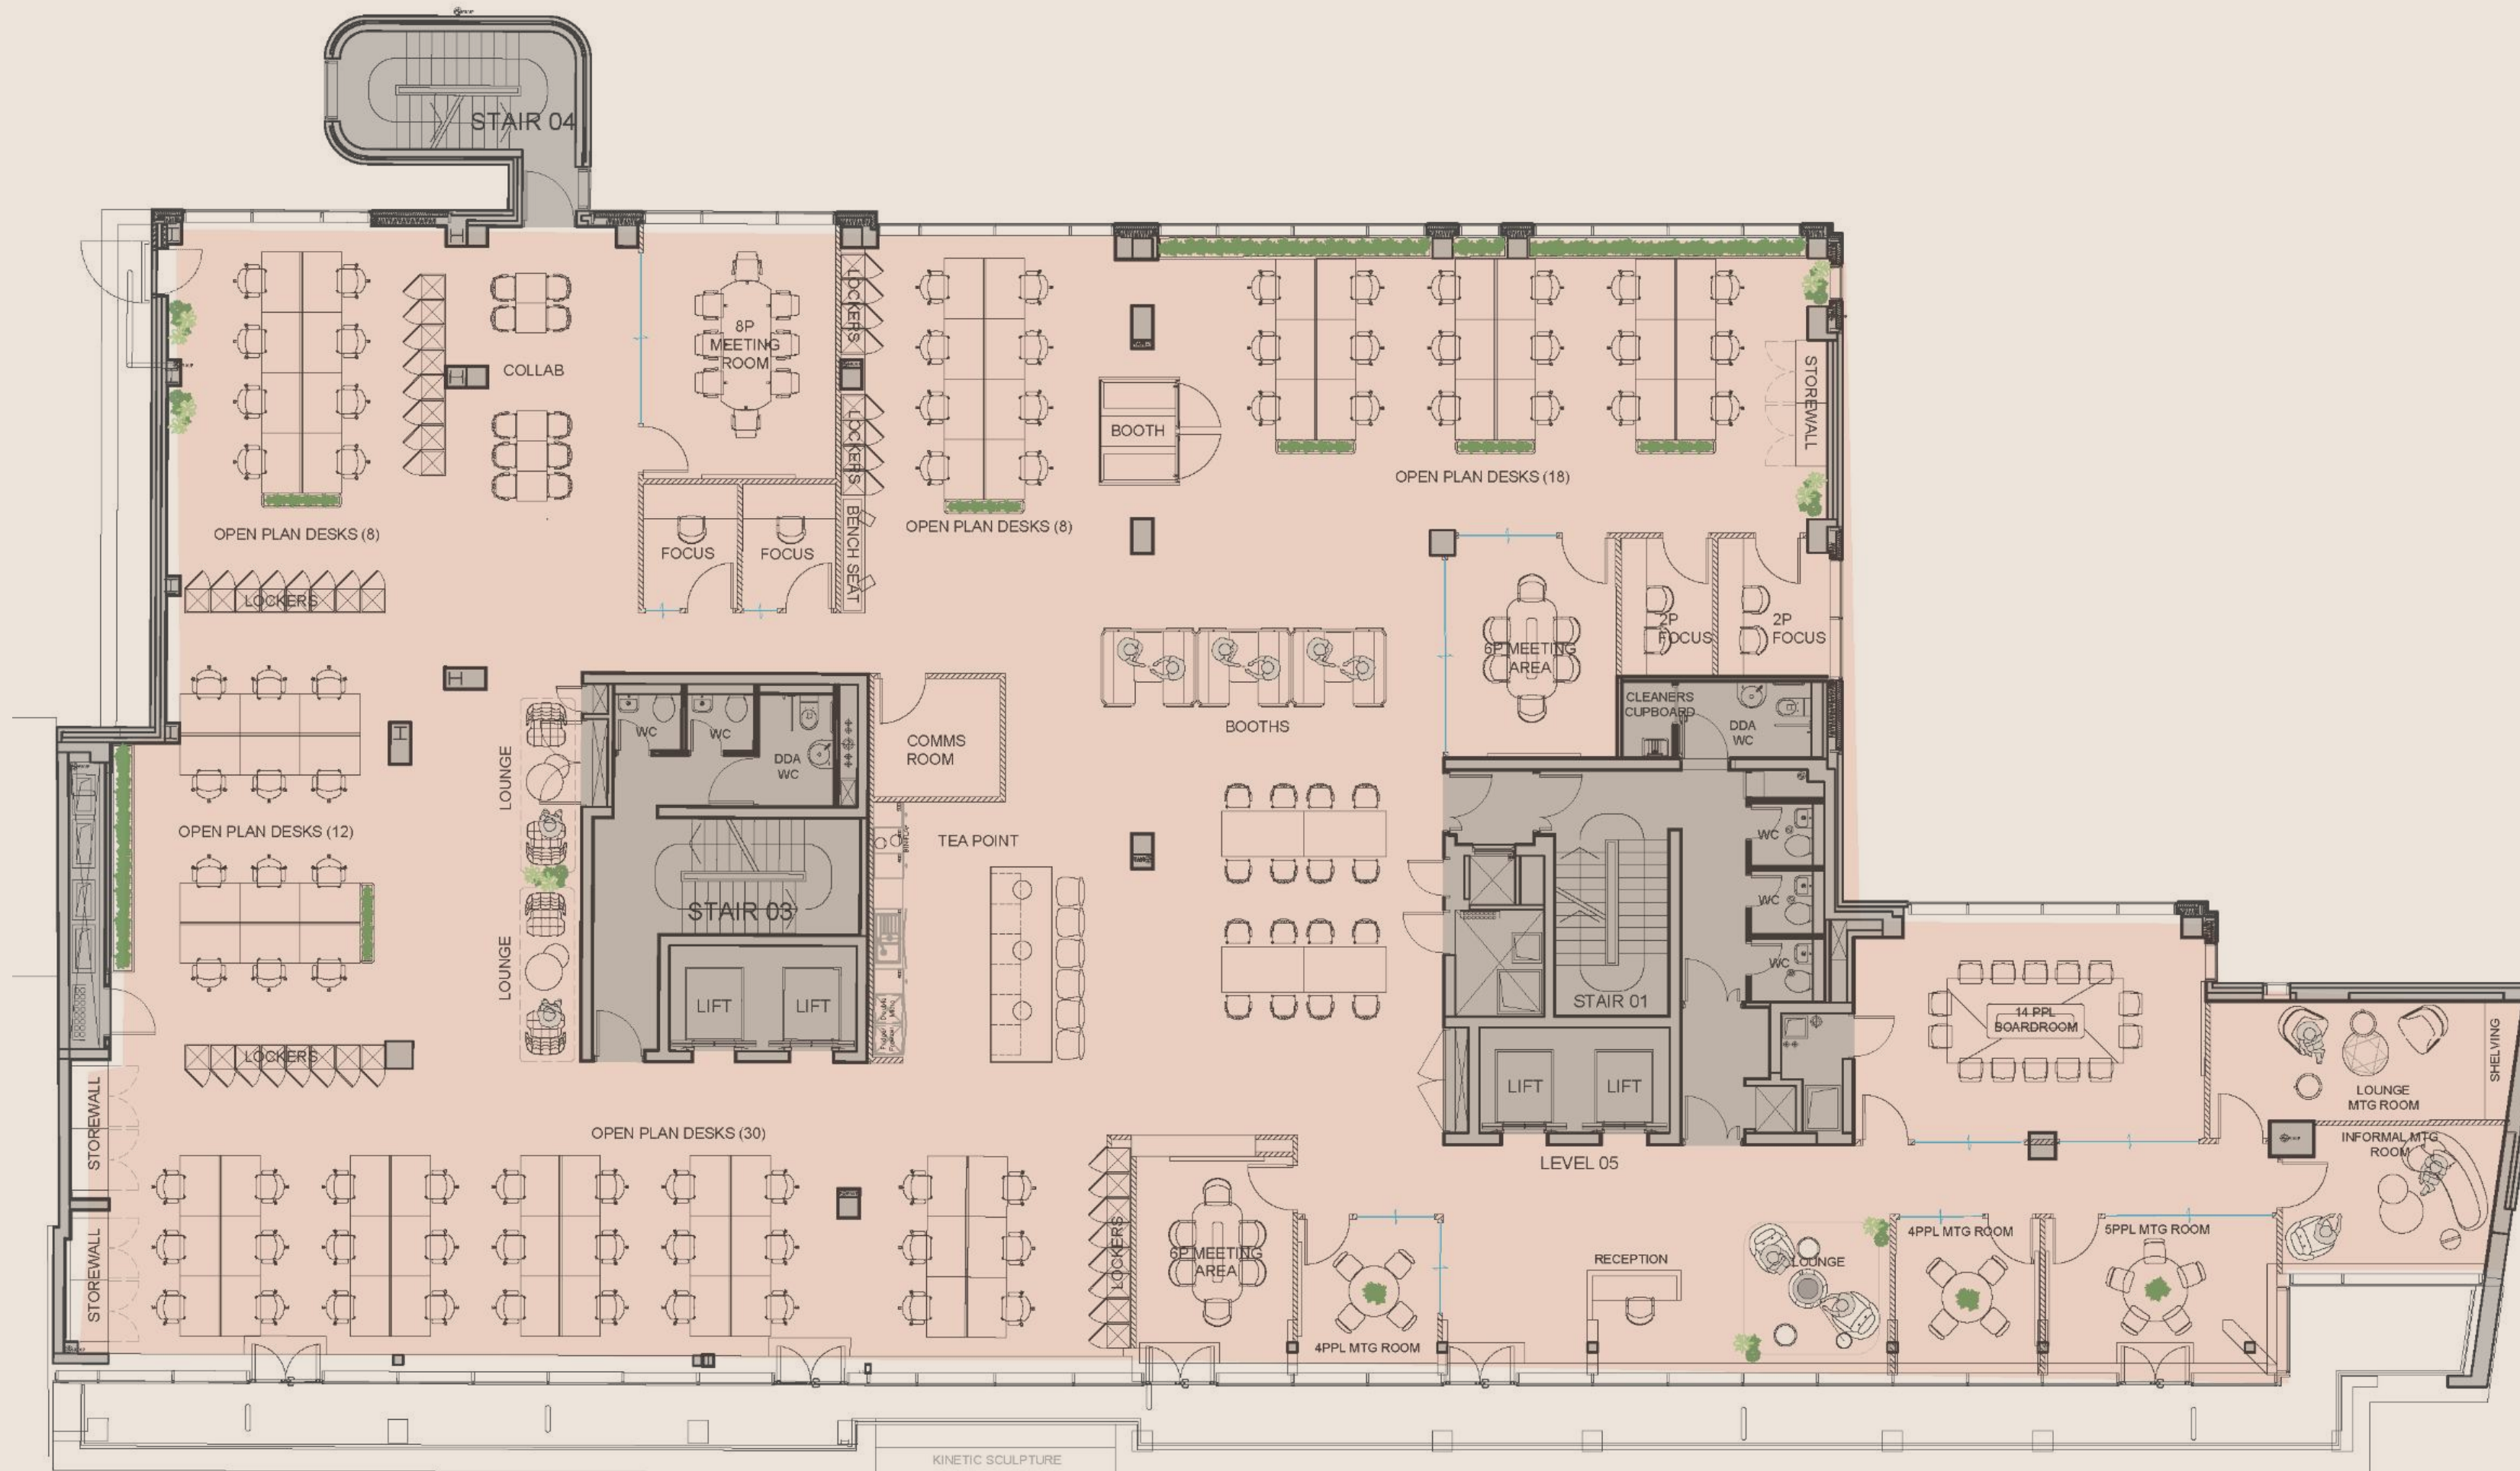 STAIR 04
LOCKERS
8P
MEETING
ROOM
COLLAB
BOOTH
STOREWALL
LOCKERS
OPEN PLAN DESKS (18)
OPEN PLAN DESKS (8)
OPEN PLAN DESKS (8)
BENCH SEAT
FOCUS
FOCUS
LOCKERS
2P
FOCUS
2P
FOCUS
6P MEETING
AREA
CLEANERS
CUPBOARD
DDA
WC
BOOTHS
WC
WC
DDA
WC
COMMS
ROOM
LOUNGE
OPEN PLAN DESKS (12)
TEA POINT
WC
WC
WC
STAIR 03
LOUNGE
LIFT
LIFT
STAIR 01
14 PPL
BOARDROOM
SHELVING
LOCKERS
LIFT
LIFT
LOUNGE
MTG ROOM
STOREWALL
OPEN PLAN DESKS (30)
INFORMAL MTG
ROOM
LEVEL 05
STOREWALL
LOCKERS
6P MEETING
AREA
RECEPTION
LOUNGE
4PPL MTG ROOM
5PPL MTG ROOM
4PPL MTG ROOM
KINETIC SCULPTURE